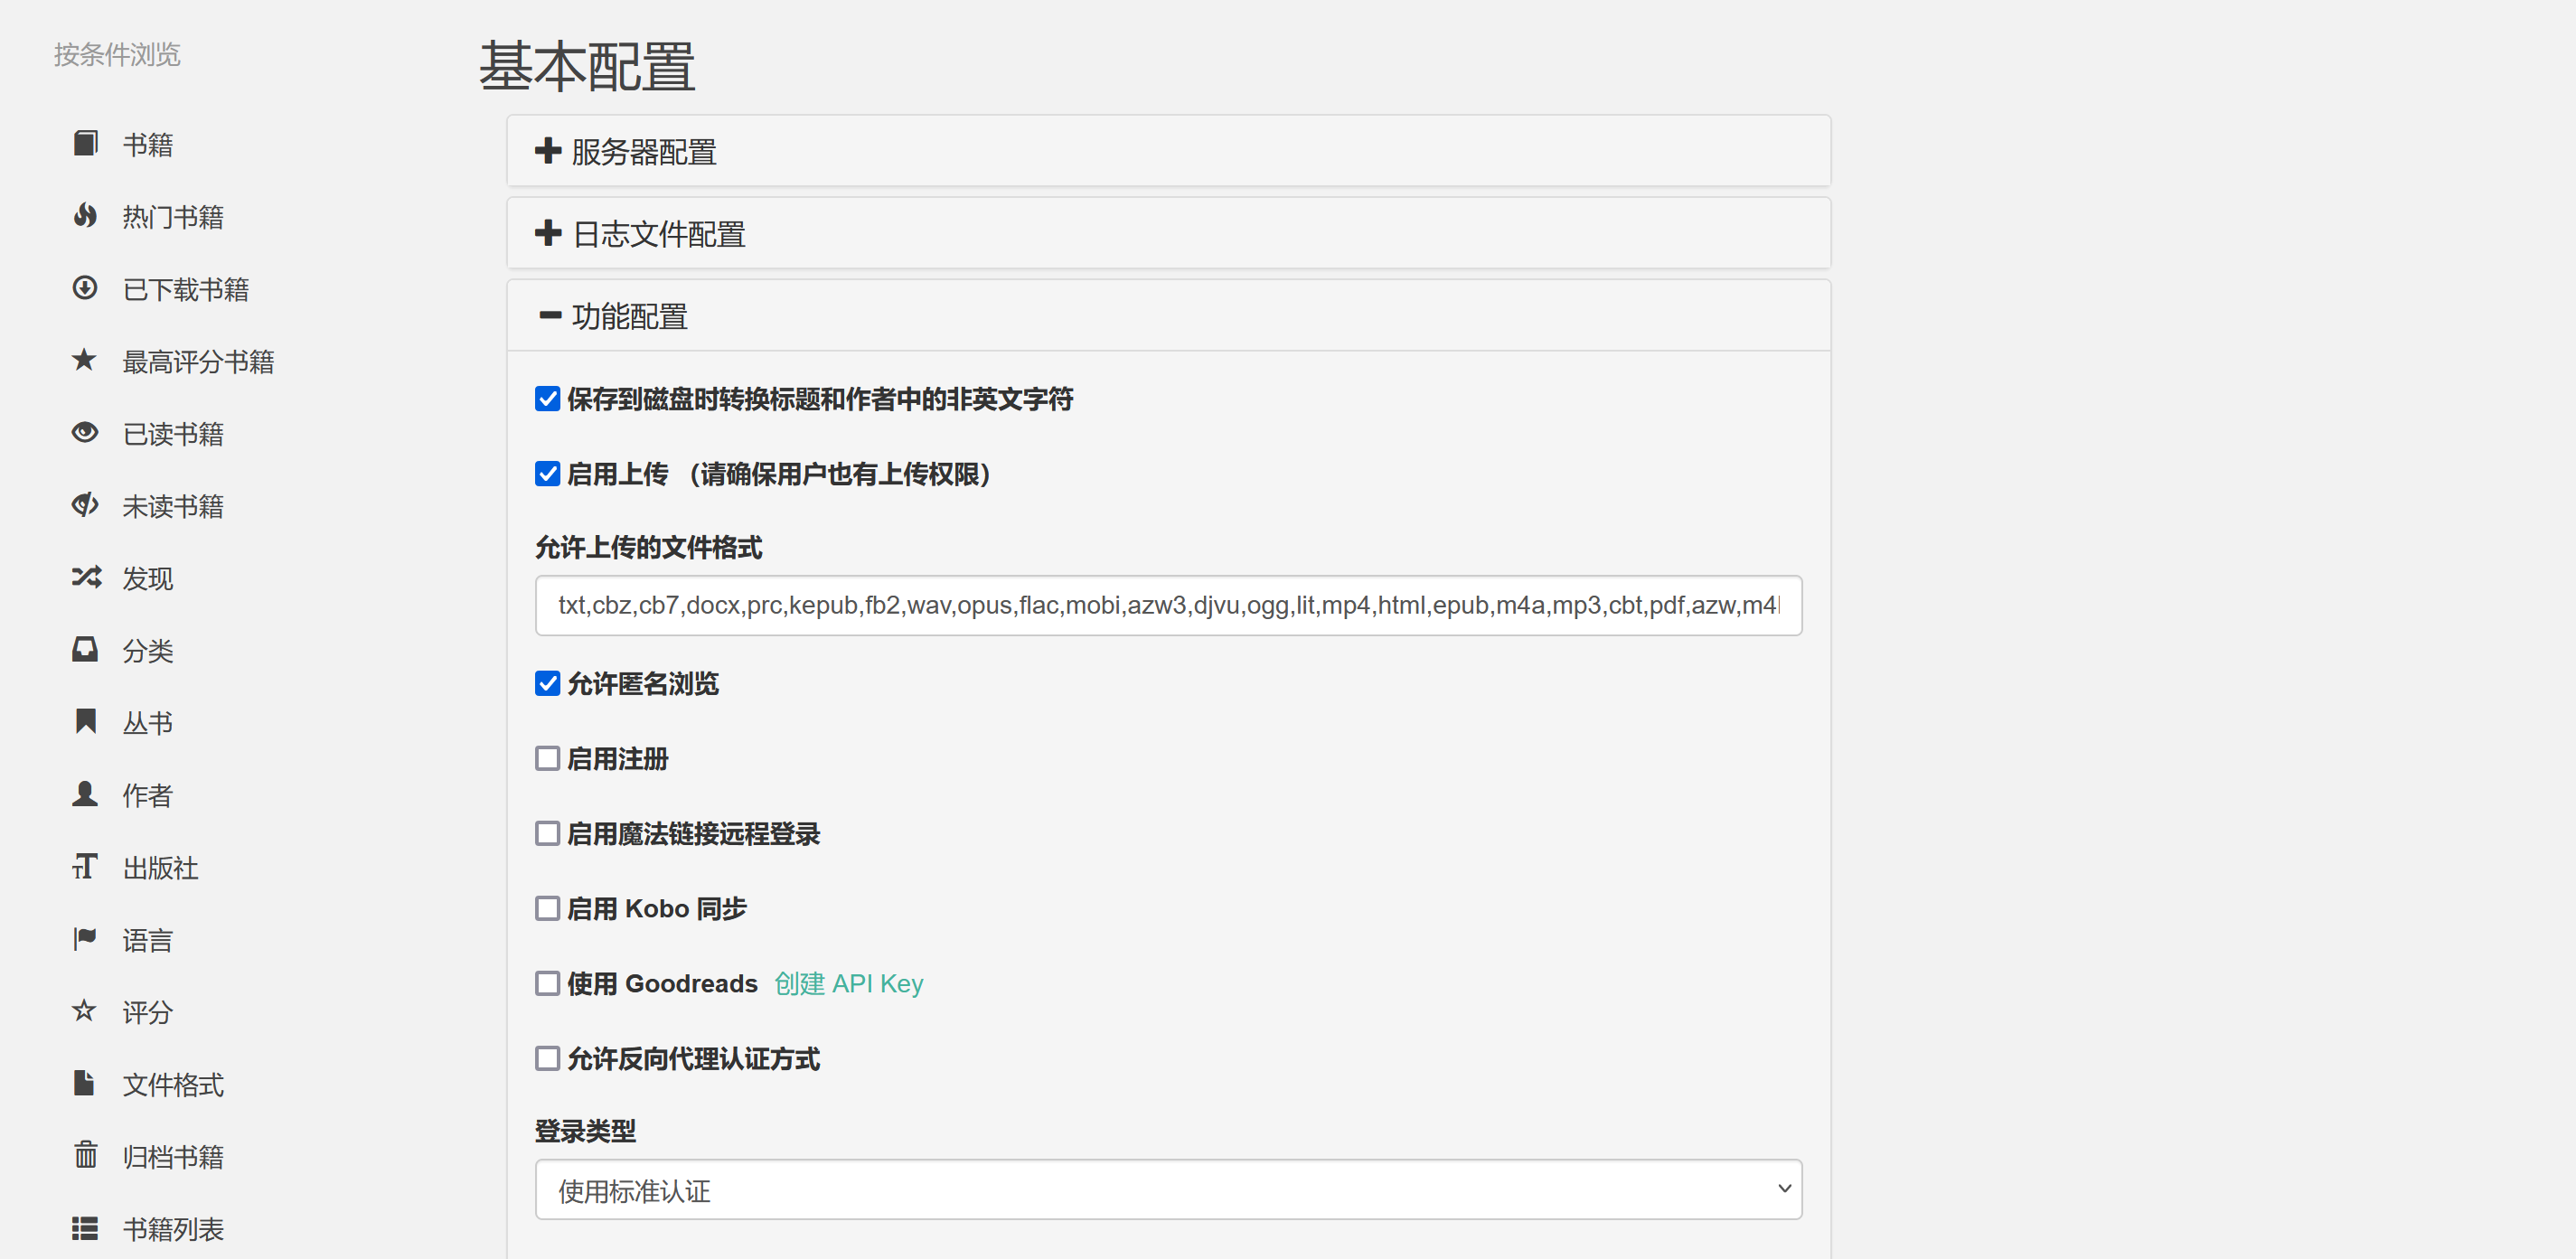 按条件浏览
书籍
热门书籍
已下载书籍
最高评分书籍
已读书籍
未读书籍
发现
分类
丛书
作者
出版社
语言
评分
文件格式
归档书籍
书籍列表
基本配置
服务器配置
日志文件配置
功能配置
保存到磁盘时转换标题和作者中的非英文字符
启用上传 （请确保用户也有上传权限）
允许上传的文件格式
txt,cbz,cb7,docx,prc,kepub,fb2,wav,opus,flac,mobi,azw3,djvu,ogg,lit,mp4,html,epub,m4a,mp3,cbt,pdf,azw,m4
允许匿名浏览
启用注册
启用魔法链接远程登录
启用 Kobo 同步
使用 Goodreads 创建 API Key
允许反向代理认证方式
登录类型
使用标准认证